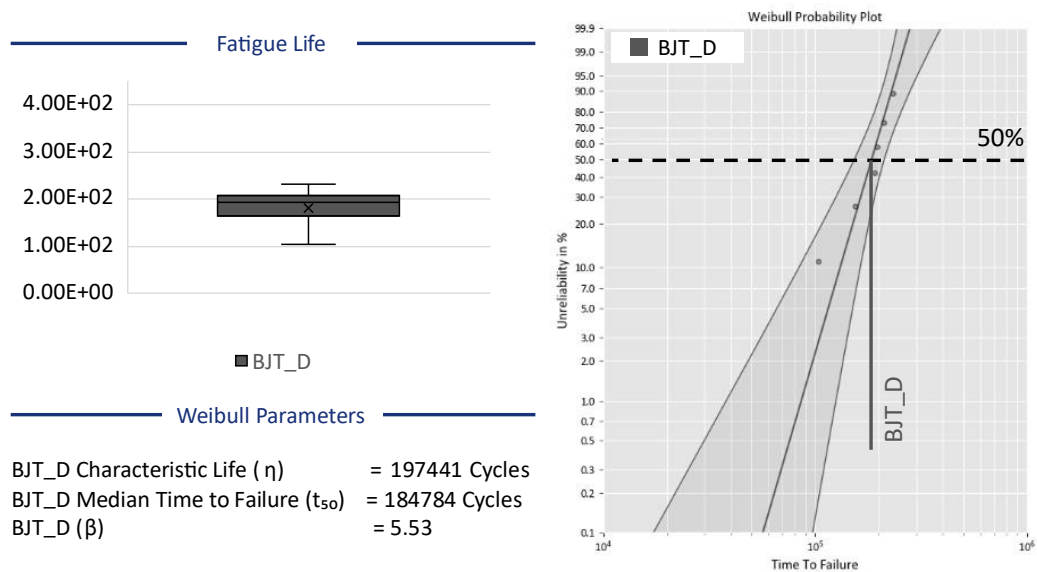 Fatigue Life
4.00E+02
3.00E+02
2.00E+02
1.00E+02
0.00E+00
BJT_D
Weibull Parameters
BJT_D Characteristic Life ( η) = 197441 Cycles
BJT_D Median Time to Failure (t₅₀) = 184784 Cycles
BJT_D (β) = 5.53
Weibull Probability Plot
BJT_D
99.9
99.0
95.0
90.0
80.0
70.0
60.0
50.0
40.0
30.0
20.0
10.0
7.0
5.0
3.0
2.0
1.0
0.7
0.5
0.3
0.2
0.1
Unreliability in %
50%
BJT_D
10⁴ 10⁵ 10⁶
Time To Failure